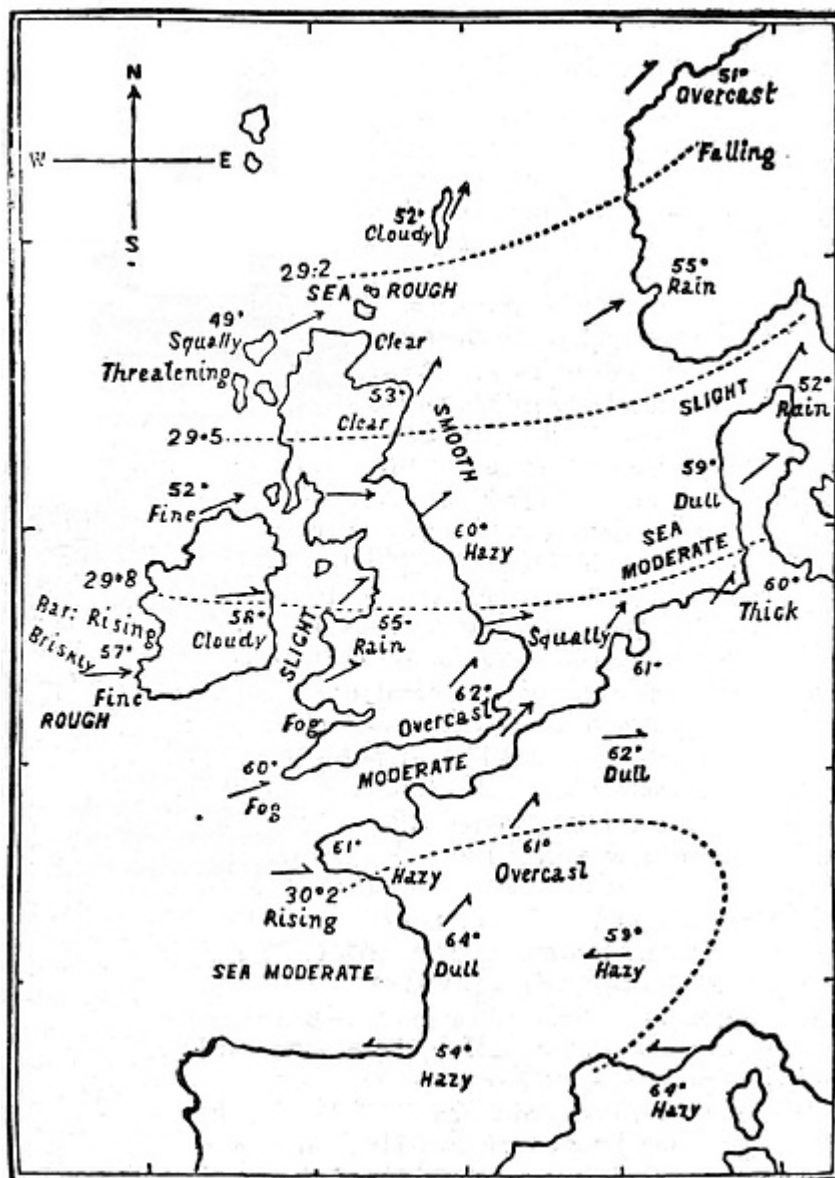 51°
Overcast
N
W
E
S
Falling
52°
Cloudy
29.2
SEA ROUGH
55°
Rain
49°
Squally
Clear
Threatening
53°
Clear
SMOOTH
SLIGHT
52°
Rain
29.5
59°
Dull
52°
Fine
60°
Hazy
SEA
MODERATE
29.8
Bar: Rising
Briskly
58°
Cloudy
SLIGHT
55°
Rain
Squally
60°
Thick
57°
Fine
ROUGH
61°
62°
Overcast
Fog
MODERATE
62°
Dull
60°
Fog
61°
Hazy
61°
Overcast
30.2
Rising
64°
Dull
59°
Hazy
SEA MODERATE
54°
Hazy
64°
Hazy